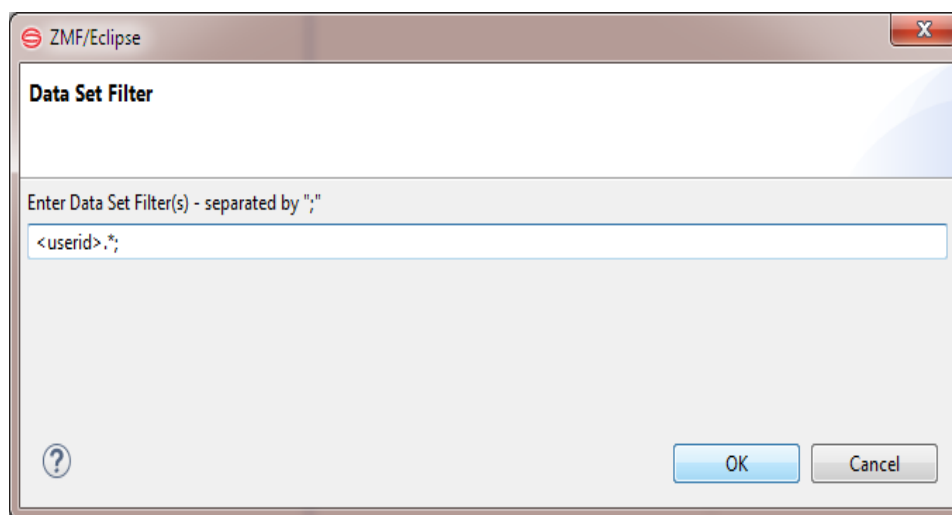 ZMF/Eclipse
X
Data Set Filter
Enter Data Set Filter(s) - separated by ";"
<userid>.*;
?
OK
Cancel